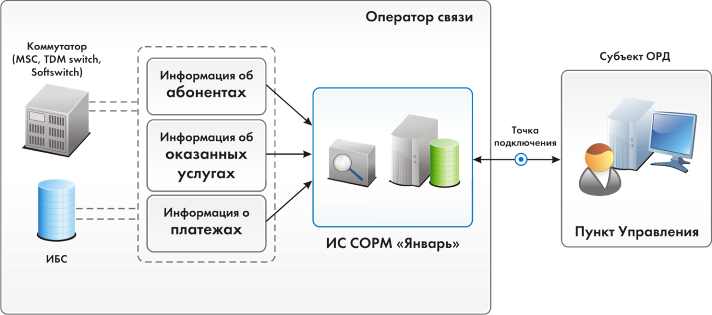 Оператор связи
Коммутатор
(MSC, TDM switch,
Softswitch)
ИБС
Информация об
абонентах
Информация об
оказанных
услугах
Информация о
платежах
ИС СОРМ «Январь»
Точка
подключения
Субъект ОРД
Пункт Управления